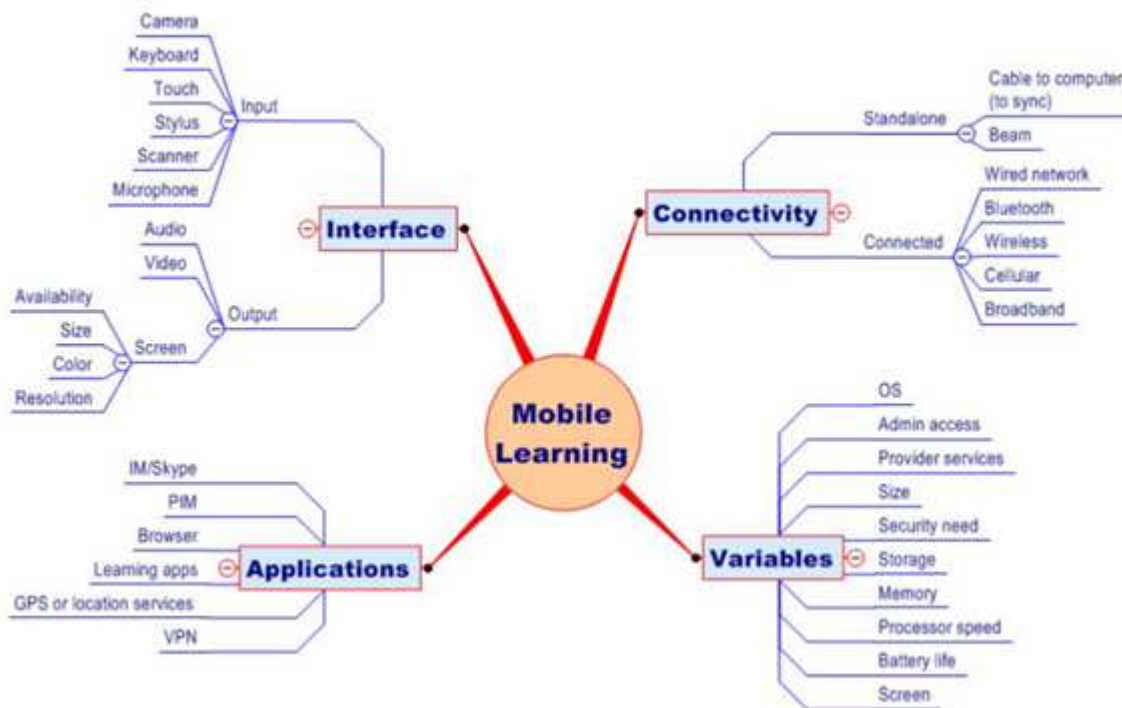 Camera
Keyboard
Touch
Stylus
Scanner
Microphone
Input
Interface
Audio
Video
Output
Screen
Availability
Size
Color
Resolution
Connectivity
Standalone
Cable to computer
(to sync)
Beam
Connected
Wired network
Bluetooth
Wireless
Cellular
Broadband
Mobile
Learning
Applications
IM/Skype
PIM
Browser
Learning apps
GPS or location services
VPN
Variables
OS
Admin access
Provider services
Size
Security need
Storage
Memory
Processor speed
Battery life
Screen